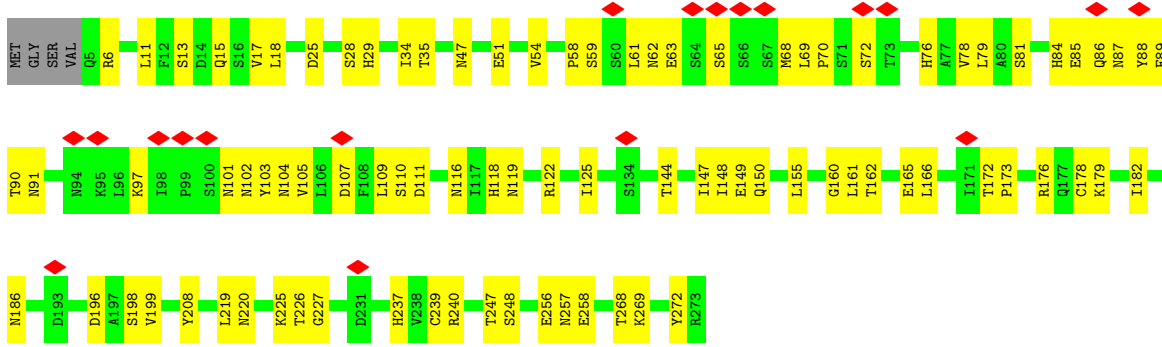 MET GLY SER VAL Q5 R6 L11 F12 S13 D14 Q15 S16 V17 L18 D25 S28 H29 I34 T35 N47 E51 V54 P58 S59 S60 L61 N62 E63 S64 S65 S66 S67 M68 L69 P70 S71 S72 T73 H76 A77 V78 L79 A80 S81 H84 E85 Q86 N87 Y88 E89
T90 N91 N94 K95 L96 K97 I98 P99 S100 N101 N102 Y103 N104 V105 L106 D107 F108 L109 S110 D111 N116 I117 H118 N119 R122 I125 S134 T144 I147 I148 E149 Q150 L155 G160 L161 T162 E165 L166 I171 T172 P173 R176 Q177 C178 K179 I182
N186 D193 D196 A197 S198 V199 Y208 L219 N220 K225 T226 G227 D231 H237 V238 C239 R240 T247 S248 E256 N257 E258 T268 K269 Y272 R273